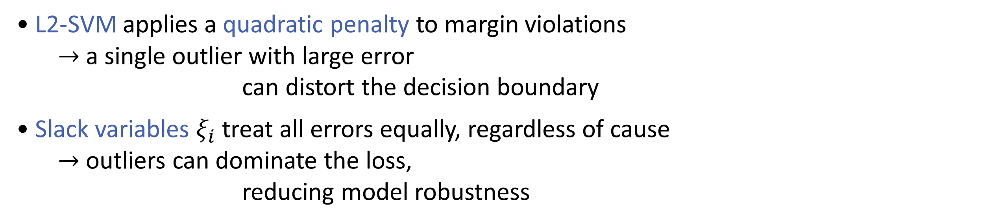 • L2-SVM applies a quadratic penalty to margin violations
→ a single outlier with large error
can distort the decision boundary
• Slack variables ξᵢ treat all errors equally, regardless of cause
→ outliers can dominate the loss,
reducing model robustness